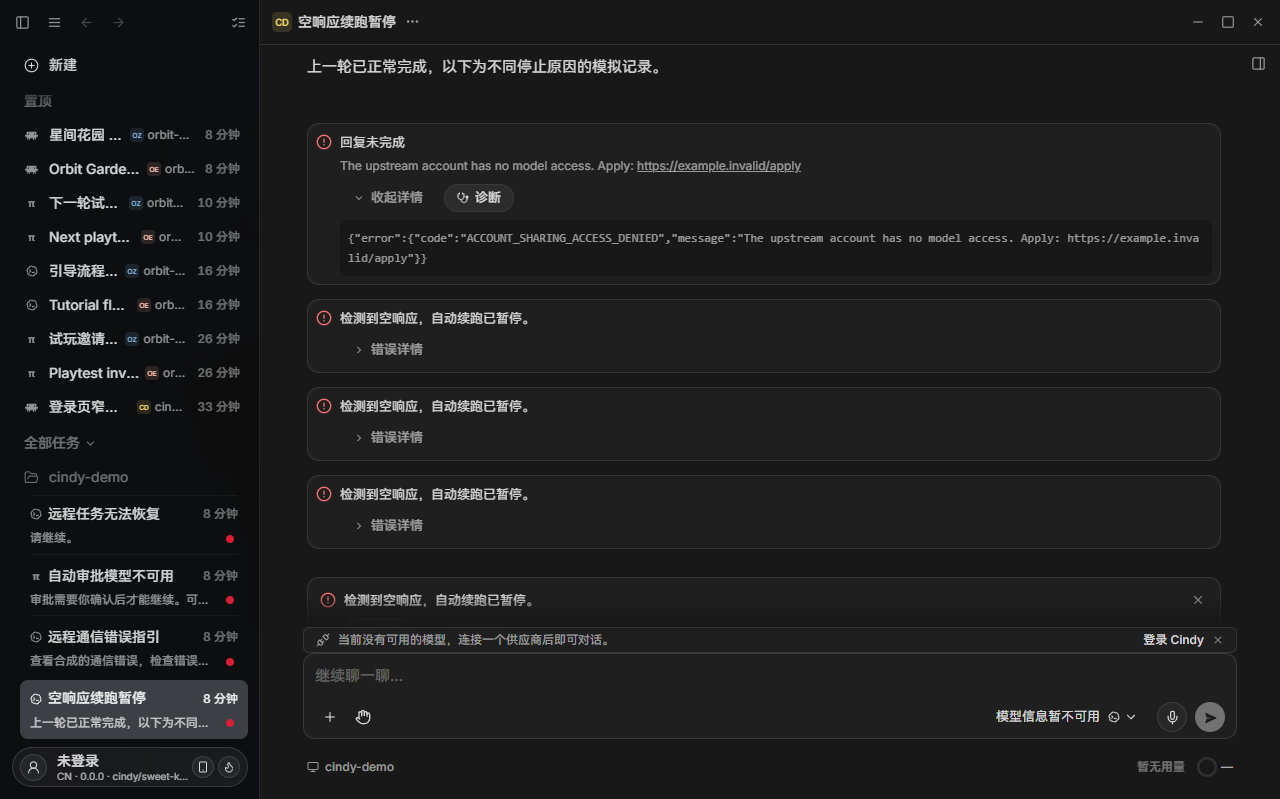 新建
置顶
星间花园 ... OZ orbit-... 8 分钟
Orbit Garde... OE orb... 8 分钟
π 下一轮试... OZ orbit... 10 分钟
π Next playt... OE or... 10 分钟
引导流程... OZ orbit-... 16 分钟
Tutorial fl... OE orb... 16 分钟
π 试玩邀请... OZ orbit-... 26 分钟
π Playtest inv... OE or... 26 分钟
登录页窄... CD cin... 33 分钟
全部任务
cindy-demo
远程任务无法恢复 8 分钟
请继续。
π 自动审批模型不可用 8 分钟
审批需要你确认后才能继续。可...
远程通信错误指引 8 分钟
查看合成的通信错误，检查错误...
空响应续跑暂停 8 分钟
上一轮已正常完成，以下为不同...
未登录
CN · 0.0.0 · cindy/sweet-k...
CD 空响应续跑暂停 ...
上一轮已正常完成，以下为不同停止原因的模拟记录。
回复未完成
The upstream account has no model access. Apply: https://example.invalid/apply
收起详情 诊断
{"error":{"code":"ACCOUNT_SHARING_ACCESS_DENIED","message":"The upstream account has no model access. Apply: https://example.inva
lid/apply"}}
检测到空响应，自动续跑已暂停。
错误详情
检测到空响应，自动续跑已暂停。
错误详情
检测到空响应，自动续跑已暂停。
错误详情
检测到空响应，自动续跑已暂停。
当前没有可用的模型，连接一个供应商后即可对话。 登录 Cindy
继续聊一聊...
模型信息暂不可用
cindy-demo 暂无用量 —